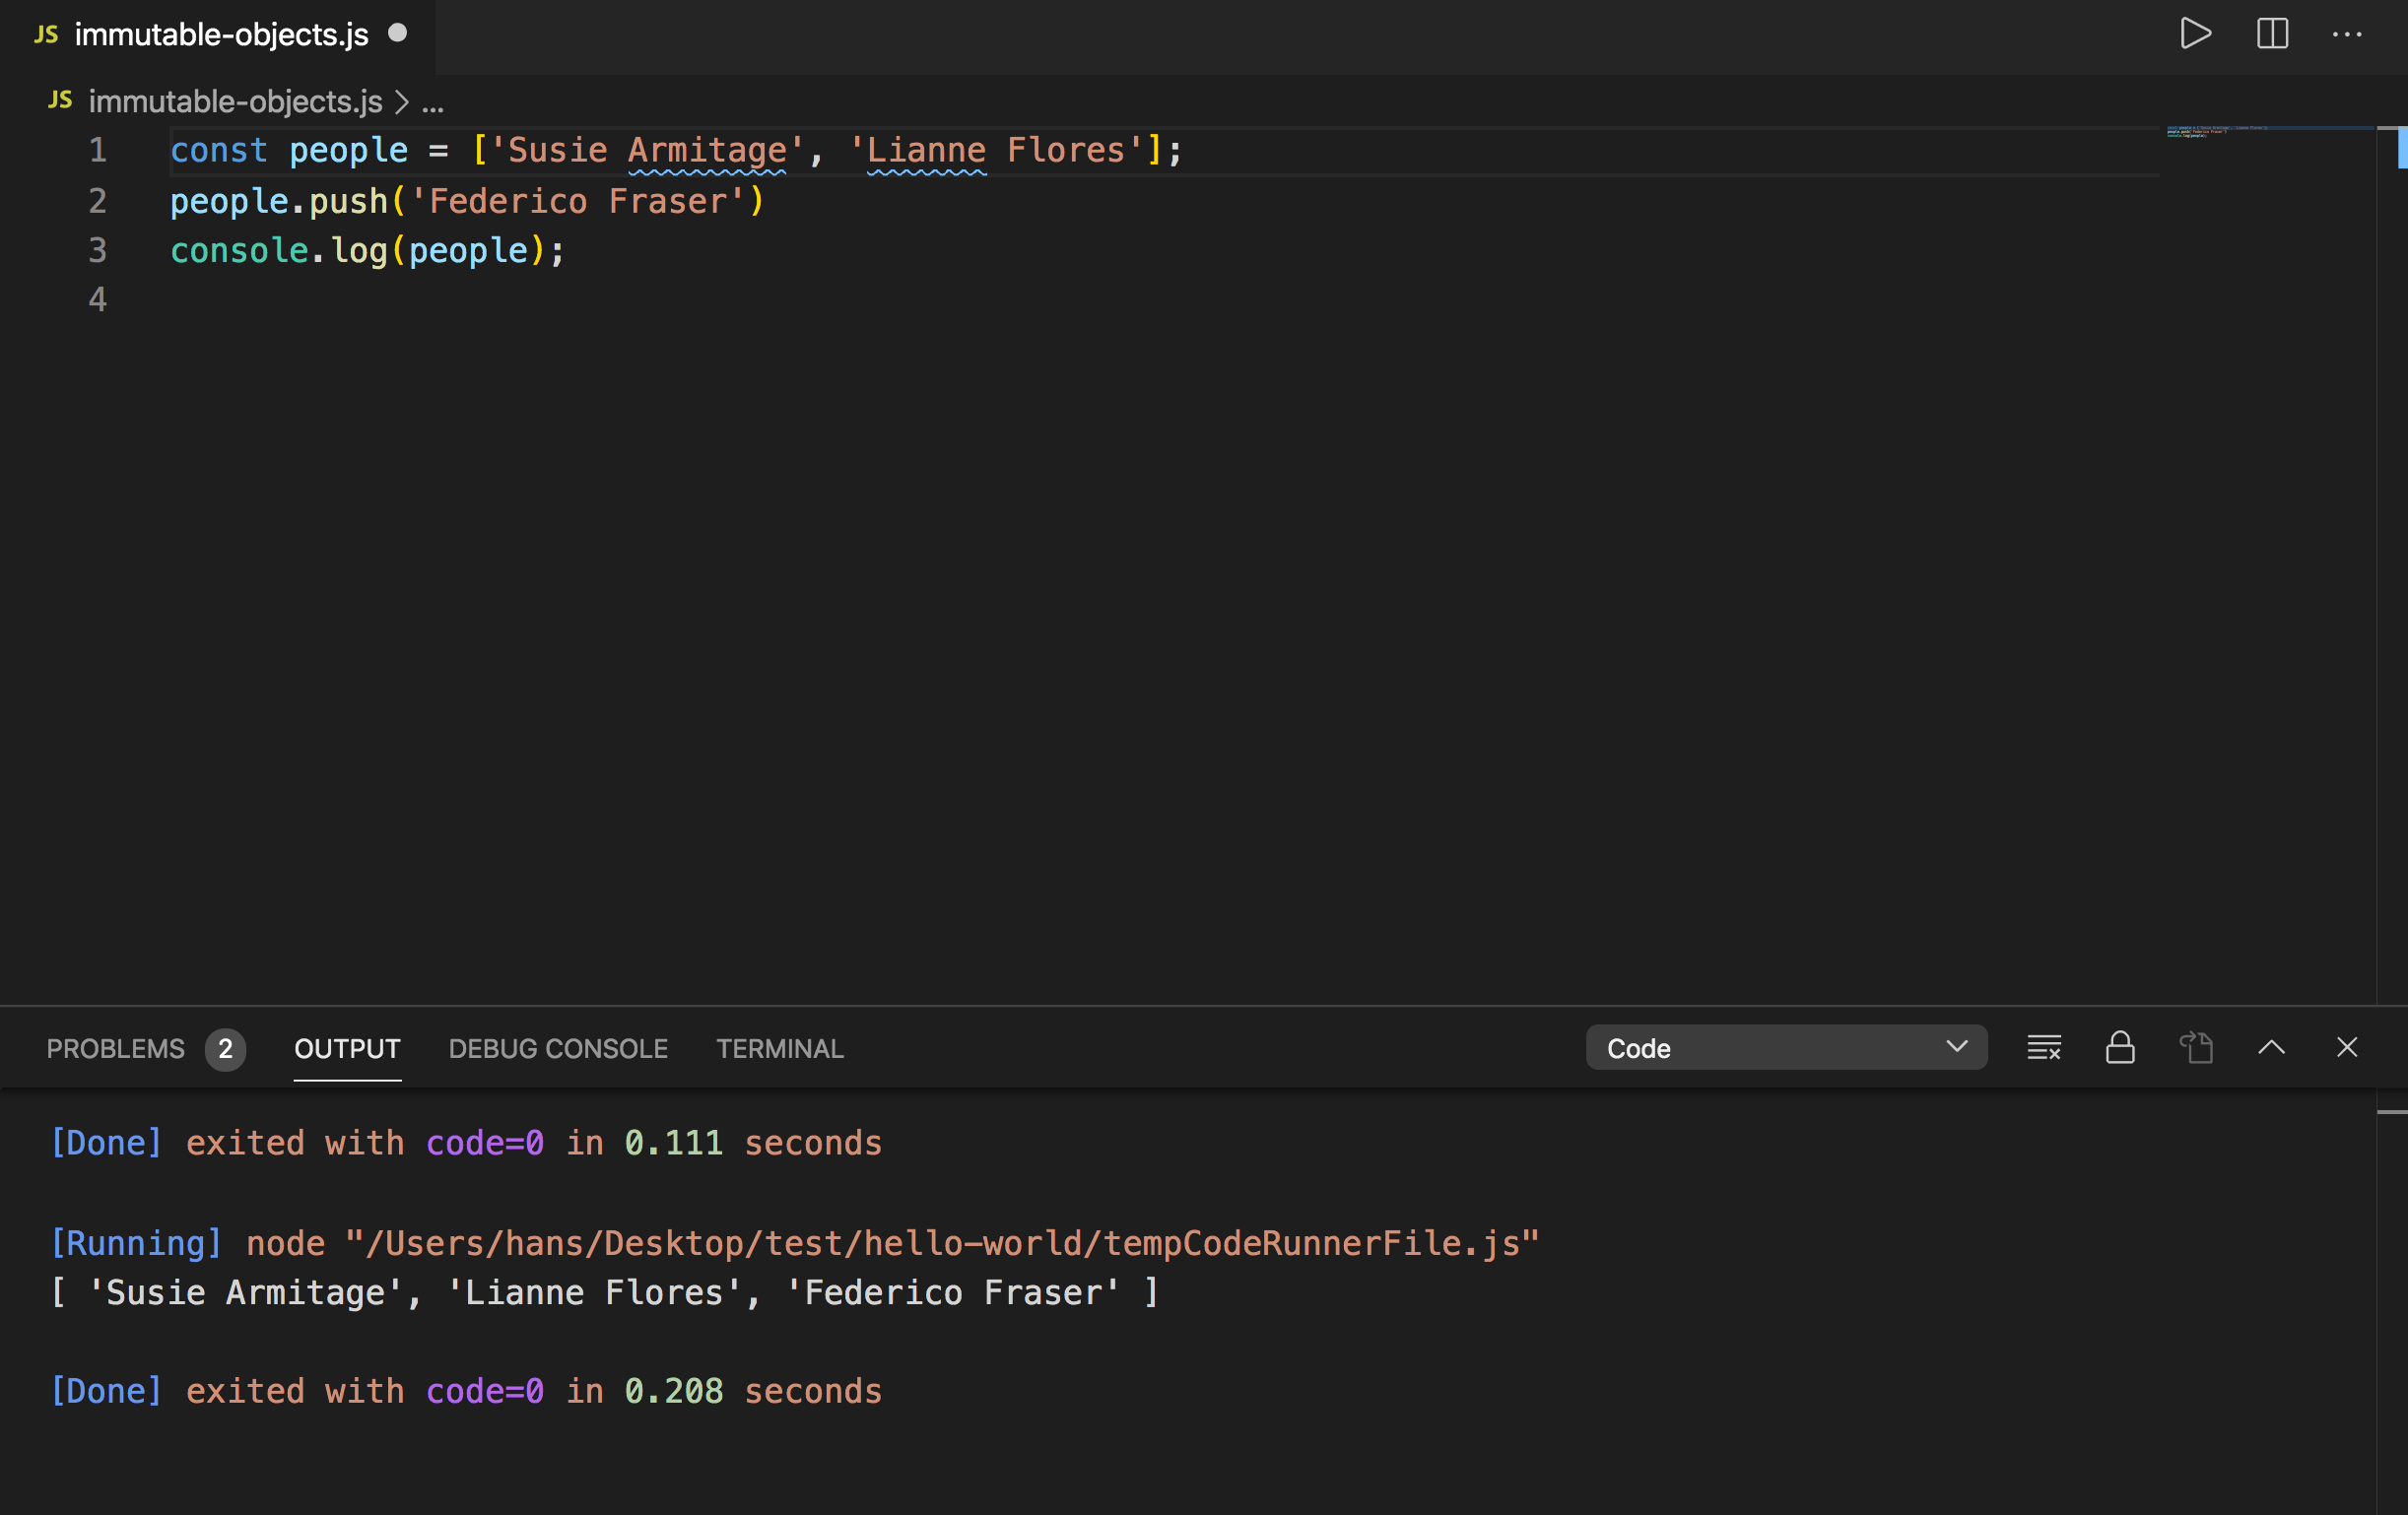 JS immutable-objects.js
JS immutable-objects.js > ...
1 const people = ['Susie Armitage', 'Lianne Flores'];
2 people.push('Federico Fraser')
3 console.log(people);
4
PROBLEMS 2 OUTPUT DEBUG CONSOLE TERMINAL Code
[Done] exited with code=0 in 0.111 seconds
[Running] node "/Users/hans/Desktop/test/hello-world/tempCodeRunnerFile.js"
[ 'Susie Armitage', 'Lianne Flores', 'Federico Fraser' ]
[Done] exited with code=0 in 0.208 seconds